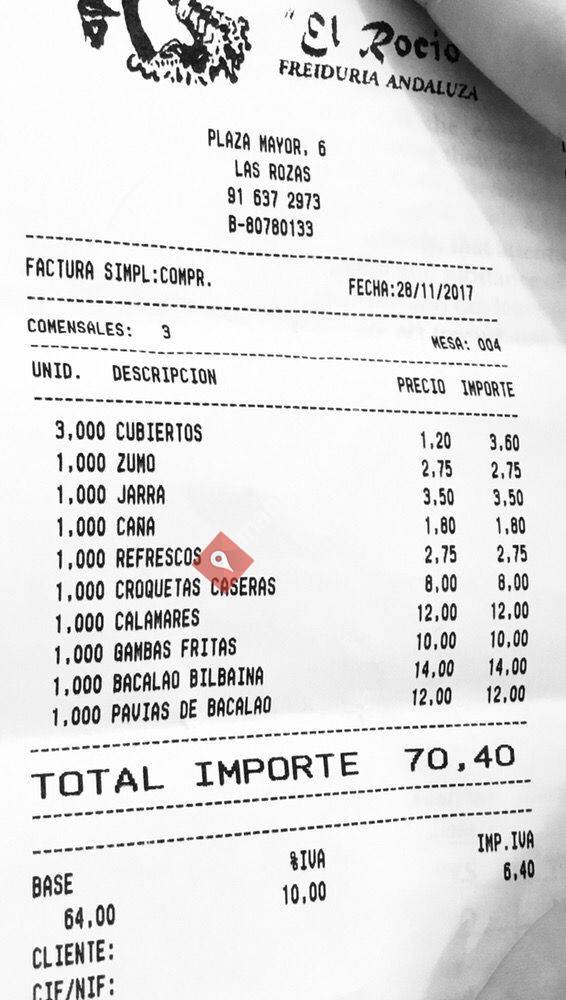 "El Rocio
FREIDURIA ANDALUZA
PLAZA MAYOR, 6
LAS ROZAS
91 637 2973
B-80780133
FACTURA SIMPL:COMPR. FECHA:28/11/2017
COMENSALES: 3 MESA: 004
UNID. DESCRIPCION PRECIO IMPORTE
3,000 CUBIERTOS 1,20 3,60
1,000 ZUMO 2,75 2,75
1,000 JARRA 3,50 3,50
1,000 CAÑA 1,80 1,80
1,000 REFRESCOS 2,75 2,75
1,000 CROQUETAS CASERAS 8,00 8,00
1,000 CALAMARES 12,00 12,00
1,000 GAMBAS FRITAS 10,00 10,00
1,000 BACALAO BILBAINA 14,00 14,00
1,000 PAVIAS DE BACALAO 12,00 12,00
TOTAL IMPORTE 70,40
BASE %IVA IMP.IVA
64,00 10,00 6,40
CLIENTE:
CIF/NIF: